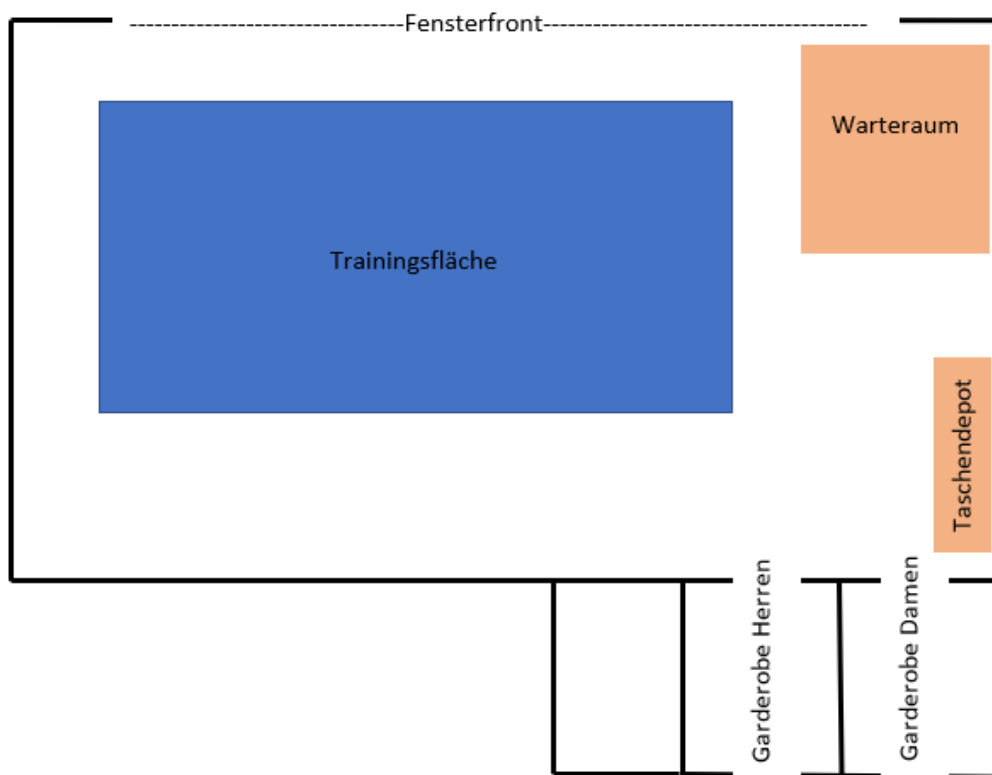 Fensterfront
Warteraum
Trainingsfläche
Taschendepot
Garderobe Herren
Garderobe Damen